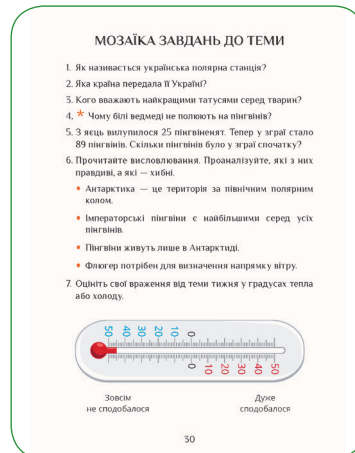 МОЗАЇКА ЗАВДАНЬ ДО ТЕМИ
1. Як називається українська полярна станція?
2. Яка країна передала її Україні?
3. Кого вважають найкращими татусями серед тварин?
4. * Чому білі ведмеді не полюють на пінгвінів?
5. З яєць вилупилося 25 пінгвіненят. Тепер у зграї стало
89 пінгвінів. Скільки пінгвінів було у зграї спочатку?
6. Прочитайте висловлювання. Проаналізуйте, які з них
правдиві, а які — хибні.
• Антарктика — це територія за північним полярним
колом.
• Імператорські пінгвіни є найбільшими серед усіх
пінгвінів.
• Пінгвіни живуть лише в Антарктиді.
• Флюгер потрібен для визначення напрямку вітру.
7. Оцініть свої враження від теми тижня у градусах тепла
або холоду.
50 40 30 20 10 0
0 10 20 30 40 50
Зовсім
не сподобалося
Дуже
сподобалося
30